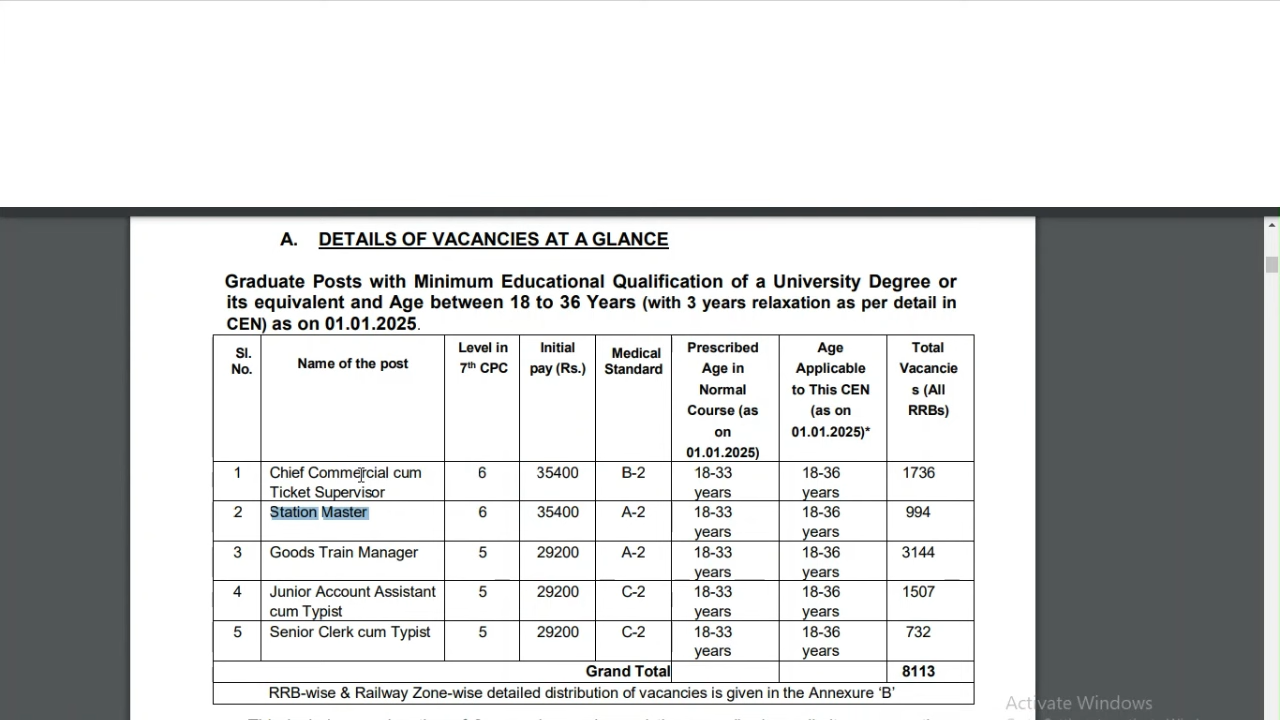 A. DETAILS OF VACANCIES AT A GLANCE
Graduate Posts with Minimum Educational Qualification of a University Degree or
its equivalent and Age between 18 to 36 Years (with 3 years relaxation as per detail in
CEN) as on 01.01.2025.
Sl. No. | Name of the post | Level in 7th CPC | Initial pay (Rs.) | Medical Standard | Prescribed Age in Normal Course (as on 01.01.2025) | Age Applicable to This CEN (as on 01.01.2025)* | Total Vacancie s (All RRBs)
1 | Chief Commercial cum Ticket Supervisor | 6 | 35400 | B-2 | 18-33 years | 18-36 years | 1736
2 | Station Master | 6 | 35400 | A-2 | 18-33 years | 18-36 years | 994
3 | Goods Train Manager | 5 | 29200 | A-2 | 18-33 years | 18-36 years | 3144
4 | Junior Account Assistant cum Typist | 5 | 29200 | C-2 | 18-33 years | 18-36 years | 1507
5 | Senior Clerk cum Typist | 5 | 29200 | C-2 | 18-33 years | 18-36 years | 732
Grand Total | 8113
RRB-wise & Railway Zone-wise detailed distribution of vacancies is given in the Annexure ‘B’
Activate Windows